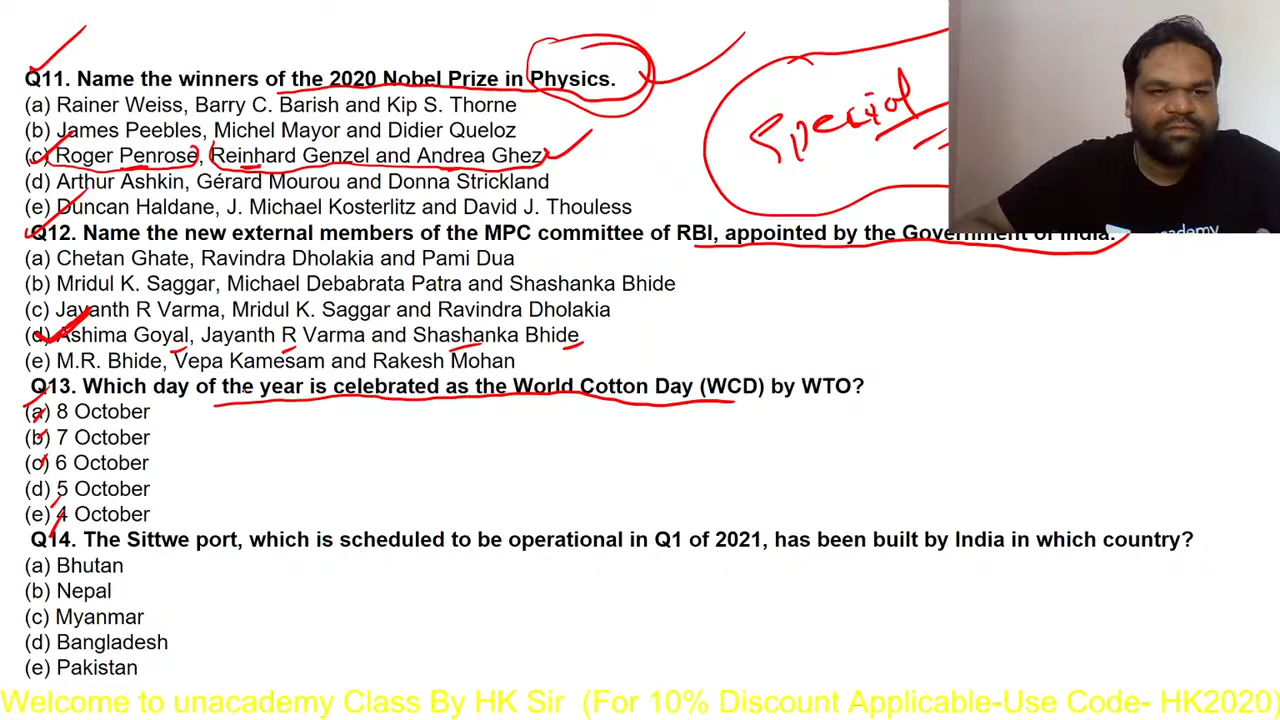 Q11. Name the winners of the 2020 Nobel Prize in Physics.
(a) Rainer Weiss, Barry C. Barish and Kip S. Thorne
(b) James Peebles, Michel Mayor and Didier Queloz
(c) Roger Penrose, Reinhard Genzel and Andrea Ghez
(d) Arthur Ashkin, Gérard Mourou and Donna Strickland
(e) Duncan Haldane, J. Michael Kosterlitz and David J. Thouless
Special
Q12. Name the new external members of the MPC committee of RBI, appointed by the Government of India.
unacademy
(a) Chetan Ghate, Ravindra Dholakia and Pami Dua
(b) Mridul K. Saggar, Michael Debabrata Patra and Shashanka Bhide
(c) Jayanth R Varma, Mridul K. Saggar and Ravindra Dholakia
(d) Ashima Goyal, Jayanth R Varma and Shashanka Bhide
(e) M.R. Bhide, Vepa Kamesam and Rakesh Mohan
Q13. Which day of the year is celebrated as the World Cotton Day (WCD) by WTO?
(a) 8 October
(b) 7 October
(c) 6 October
(d) 5 October
(e) 4 October
Q14. The Sittwe port, which is scheduled to be operational in Q1 of 2021, has been built by India in which country?
(a) Bhutan
(b) Nepal
(c) Myanmar
(d) Bangladesh
(e) Pakistan
Welcome to unacademy Class By HK Sir (For 10% Discount Applicable-Use Code- HK2020)